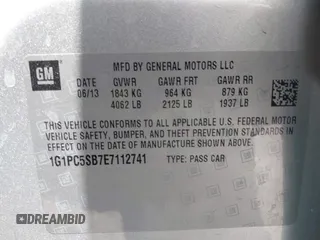 GM
MFD BY GENERAL MOTORS LLC
DATE GVWR GAWR FRT GAWR RR
06/13 1843 KG 964 KG 879 KG
4062 LB 2125 LB 1937 LB
THIS VEHICLE CONFORMS TO ALL APPLICABLE U.S. FEDERAL MOTOR
VEHICLE SAFETY, BUMPER, AND THEFT PREVENTION STANDARDS
IN EFFECT ON THE DATE OF MANUFACTURE SHOWN ABOVE.
1G1PC5SB7E7112741 TYPE: PASS CAR
DREAMBID